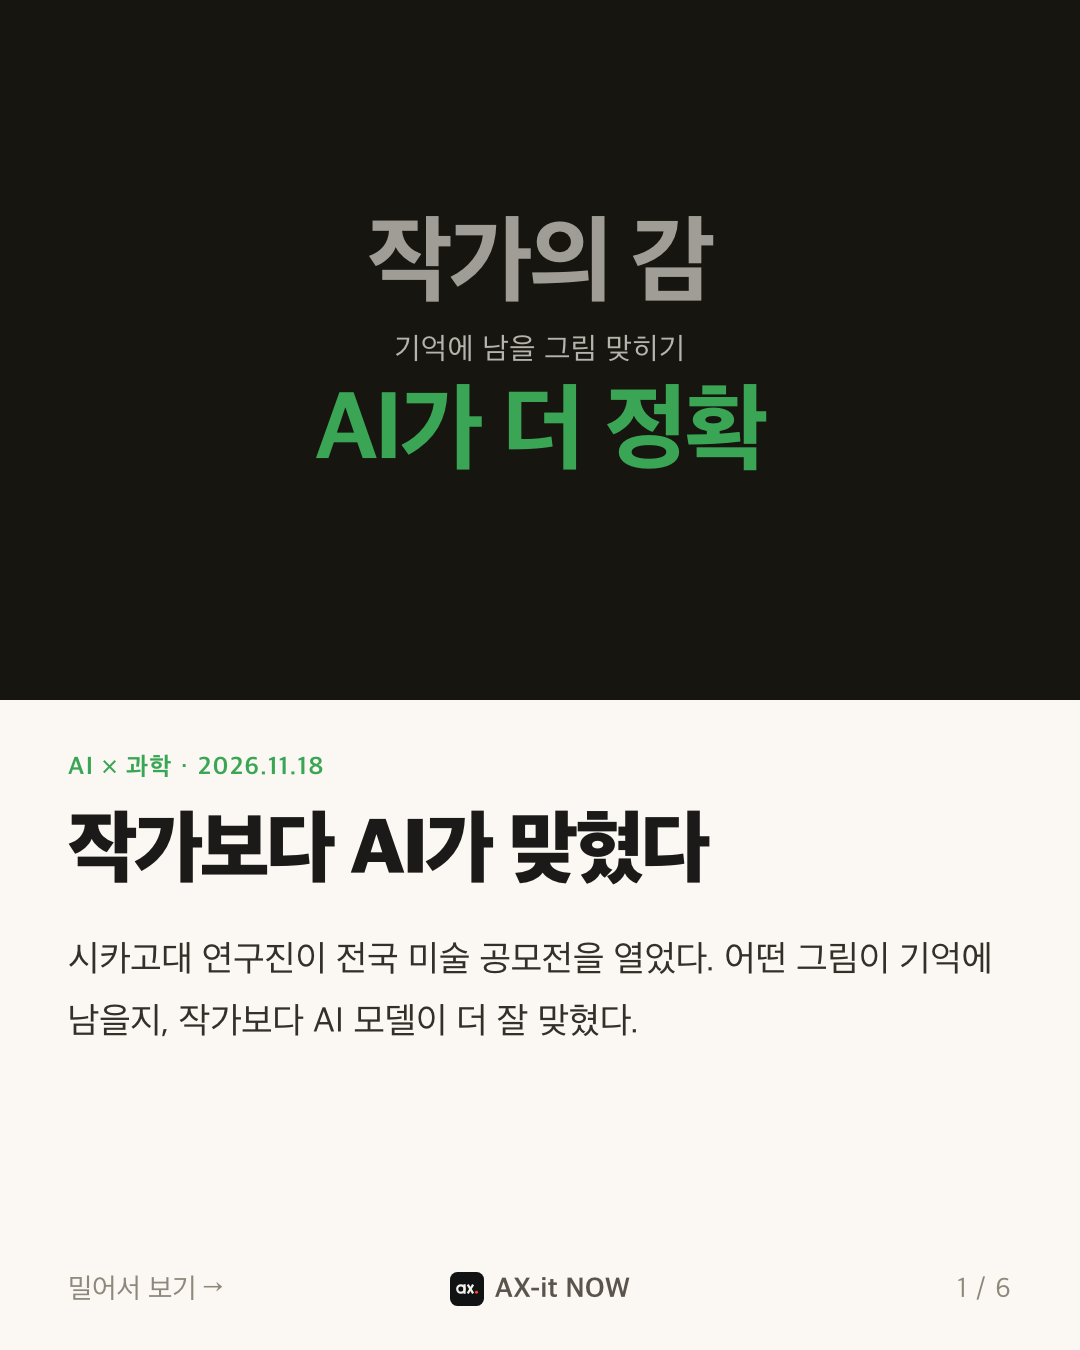 작가의 감
기억에 남을 그림 맞히기
AI가 더 정확
AI × 과학 · 2026.11.18
작가보다 AI가 맞혔다
시카고대 연구진이 전국 미술 공모전을 열었다. 어떤 그림이 기억에
남을지, 작가보다 AI 모델이 더 잘 맞혔다.
밀어서 보기 →
ax. AX-it NOW
1 / 6